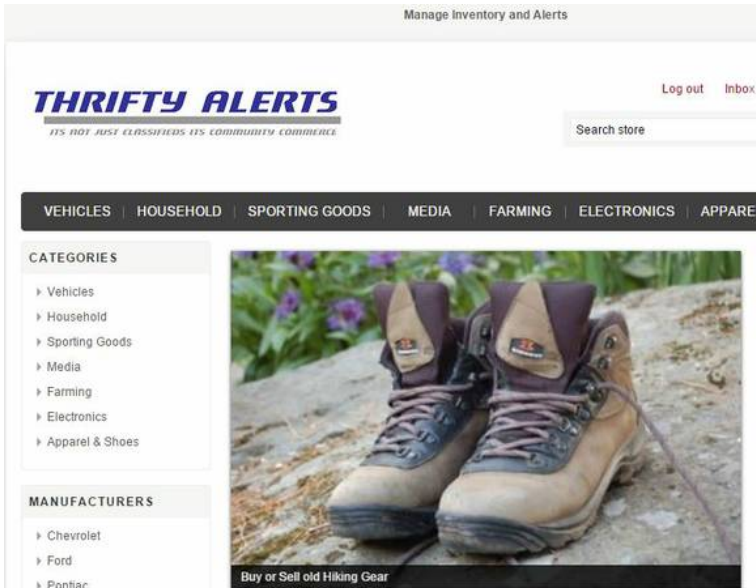 Manage Inventory and Alerts
THRIFTY ALERTS
ITS NOT JUST CLASSIFIEDS ITS COMMUNITY COMMERCE
Log out Inbox
Search store
VEHICLES | HOUSEHOLD | SPORTING GOODS | MEDIA | FARMING | ELECTRONICS | APPARE
CATEGORIES
Vehicles
Household
Sporting Goods
Media
Farming
Electronics
Apparel & Shoes
MANUFACTURERS
Chevrolet
Ford
Pontiac
Buy or Sell old Hiking Gear